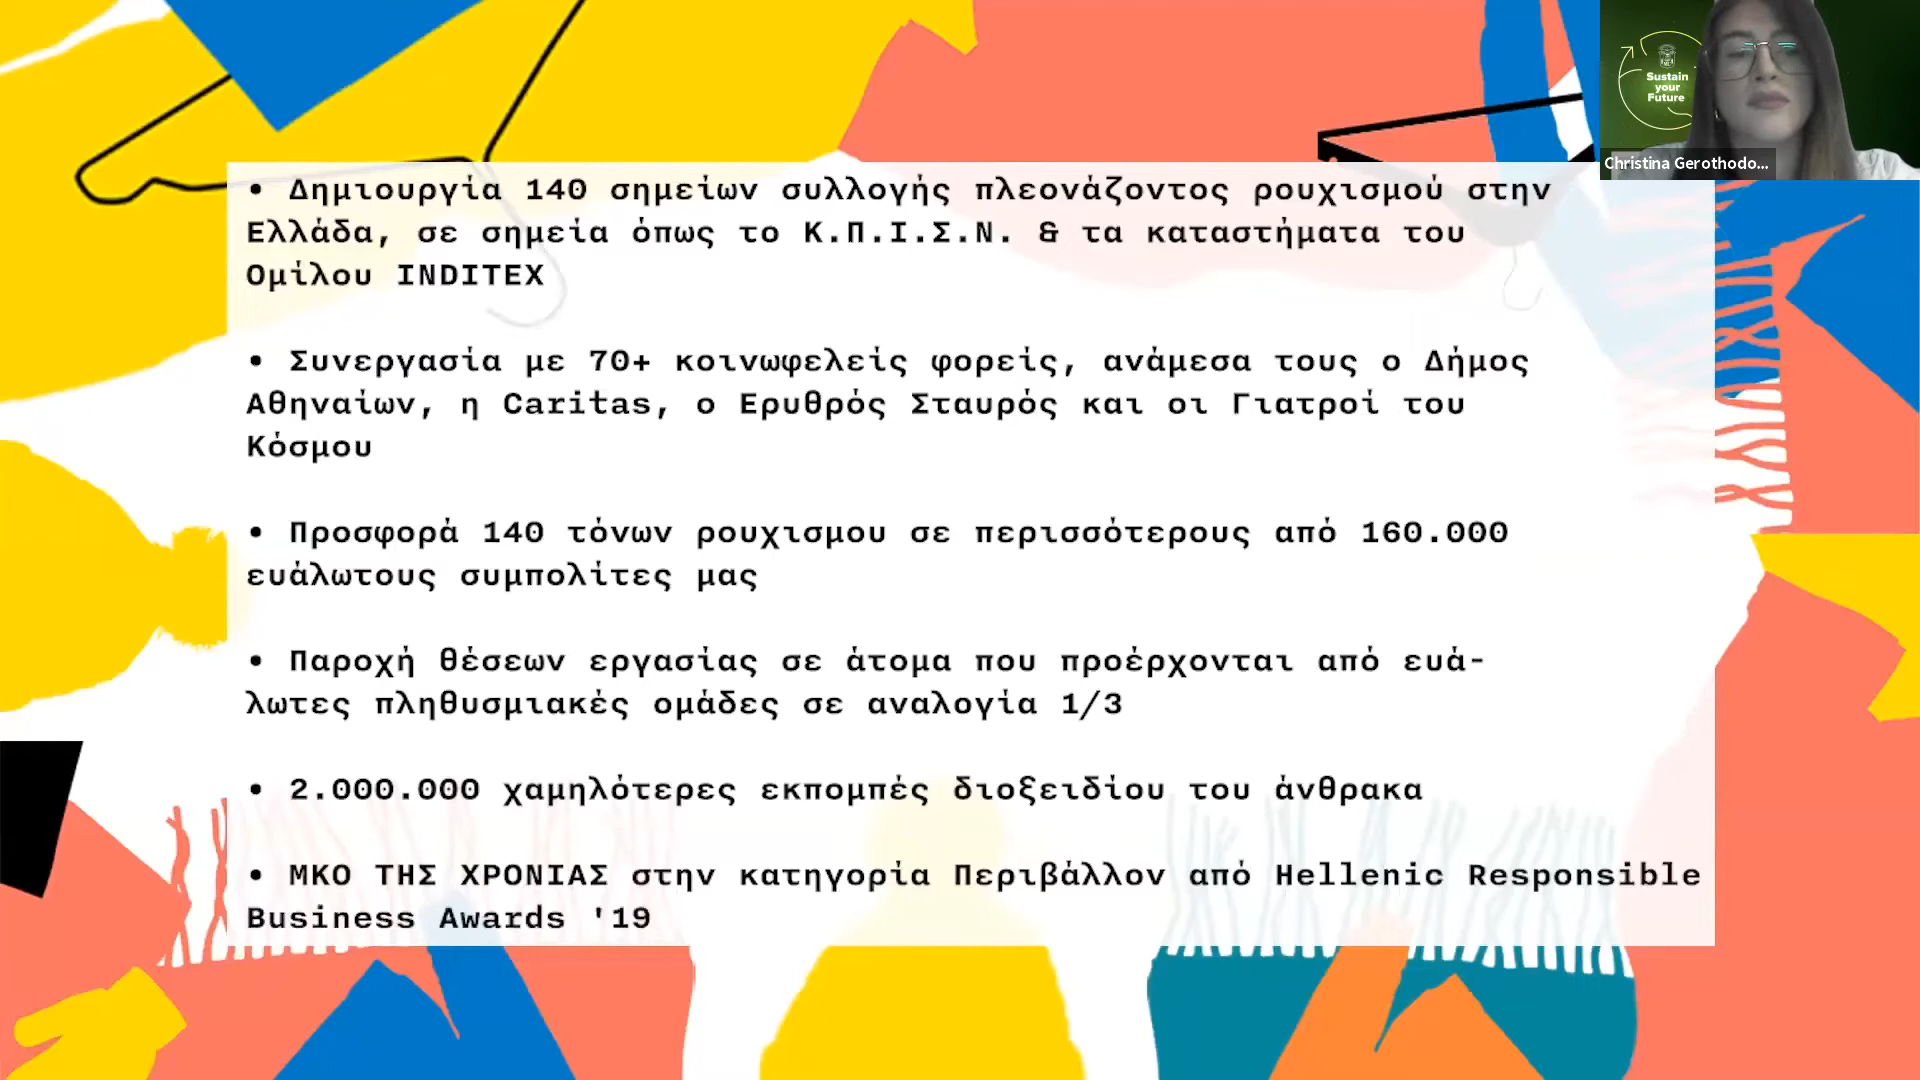 • Δημιουργία 140 σημείων συλλογής πλεονάζοντος ρουχισμού στην
Ελλάδα, σε σημεία όπως το Κ.Π.Ι.Σ.Ν. & τα καταστήματα του
Ομίλου INDITEX
• Συνεργασία με 70+ κοινωφελείς φορείς, ανάμεσα τους ο Δήμος
Αθηναίων, η Caritas, ο Ερυθρός Σταυρός και οι Γιατροί του
Κόσμου
• Προσφορά 140 τόνων ρουχισμου σε περισσότερους από 160.000
ευάλωτους συμπολίτες μας
• Παροχή θέσεων εργασίας σε άτομα που προέρχονται από ευά-
λωτες πληθυσμιακές ομάδες σε αναλογία 1/3
• 2.000.000 χαμηλότερες εκπομπές διοξειδίου του άνθρακα
• ΜΚΟ ΤΗΣ ΧΡΟΝΙΑΣ στην κατηγορία Περιβάλλον από Hellenic Responsible
Business Awards '19
Sustain
your
Future
Christina Gerothodo...